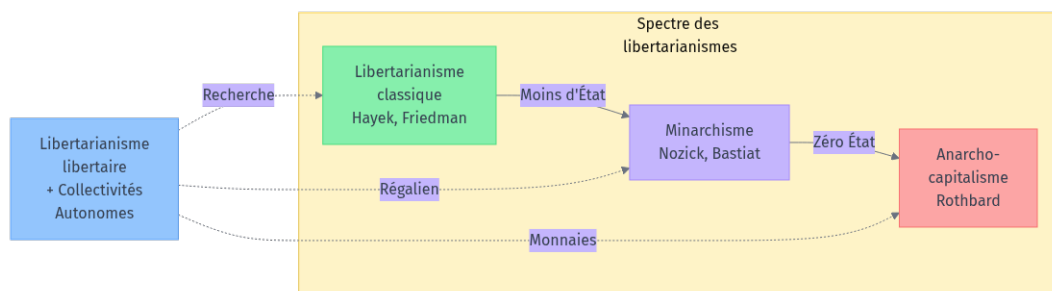 Spectre des
libertarianismes
Libertarianisme
classique
Hayek, Friedman
Recherche
Moins d'État
Minarchisme
Nozick, Bastiat
Zéro État
Anarcho-
capitalisme
Rothbard
Libertarianisme
libertaire
+ Collectivités
Autonomes
Régalien
Monnaies